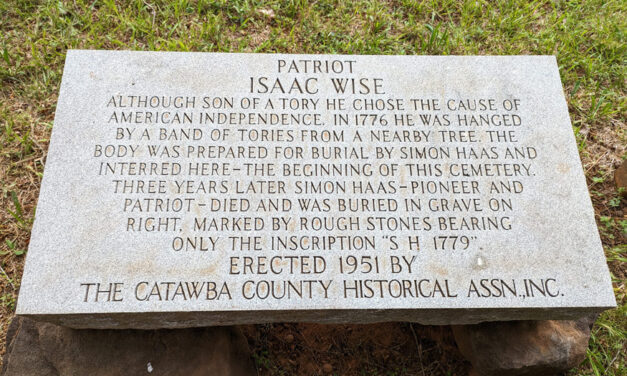 PATRIOT
ISAAC WISE
ALTHOUGH SON OF A TORY HE CHOSE THE CAUSE OF
AMERICAN INDEPENDENCE. IN 1776 HE WAS HANGED
BY A BAND OF TORIES FROM A NEARBY TREE. THE
BODY WAS PREPARED FOR BURIAL BY SIMON HAAS AND
INTERRED HERE–THE BEGINNING OF THIS CEMETERY.
THREE YEARS LATER SIMON HAAS–PIONEER AND
PATRIOT–DIED AND WAS BURIED IN GRAVE ON
RIGHT, MARKED BY ROUGH STONES BEARING
ONLY THE INSCRIPTION "S H 1779".
ERECTED 1951 BY
THE CATAWBA COUNTY HISTORICAL ASSN., INC.